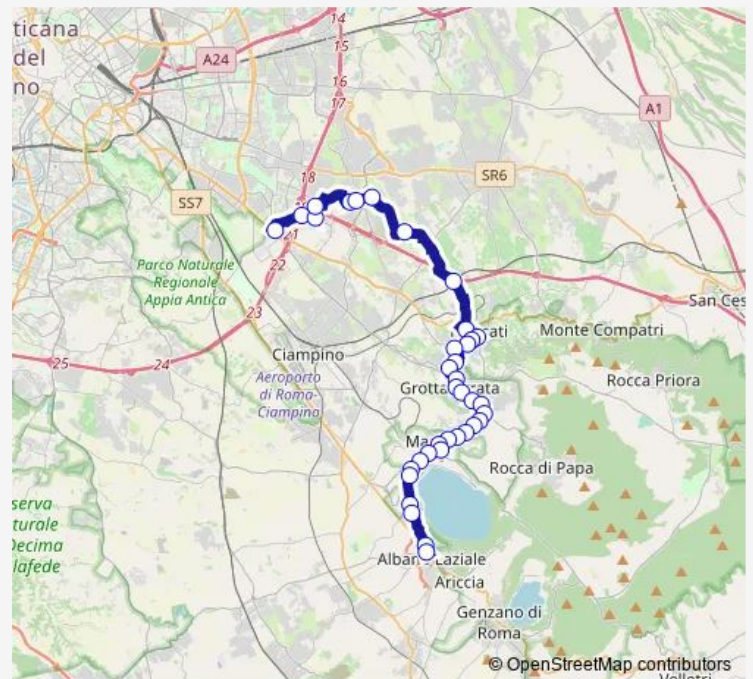 14
ticana
15
del
A24
no
16
17
A1
18
SR6
SS7
21
22
Parco Naturale
Regionale
Appia Antica
23
San Ces
25
24
Ciampino
Monte Compatri
Aeroporto
di Roma-
Ciampino
Rocca Priora
Rocca di Papa
serva
turale
Decima
lafede
Ariccia
Genzano di
Roma
© OpenStreetMap contributors